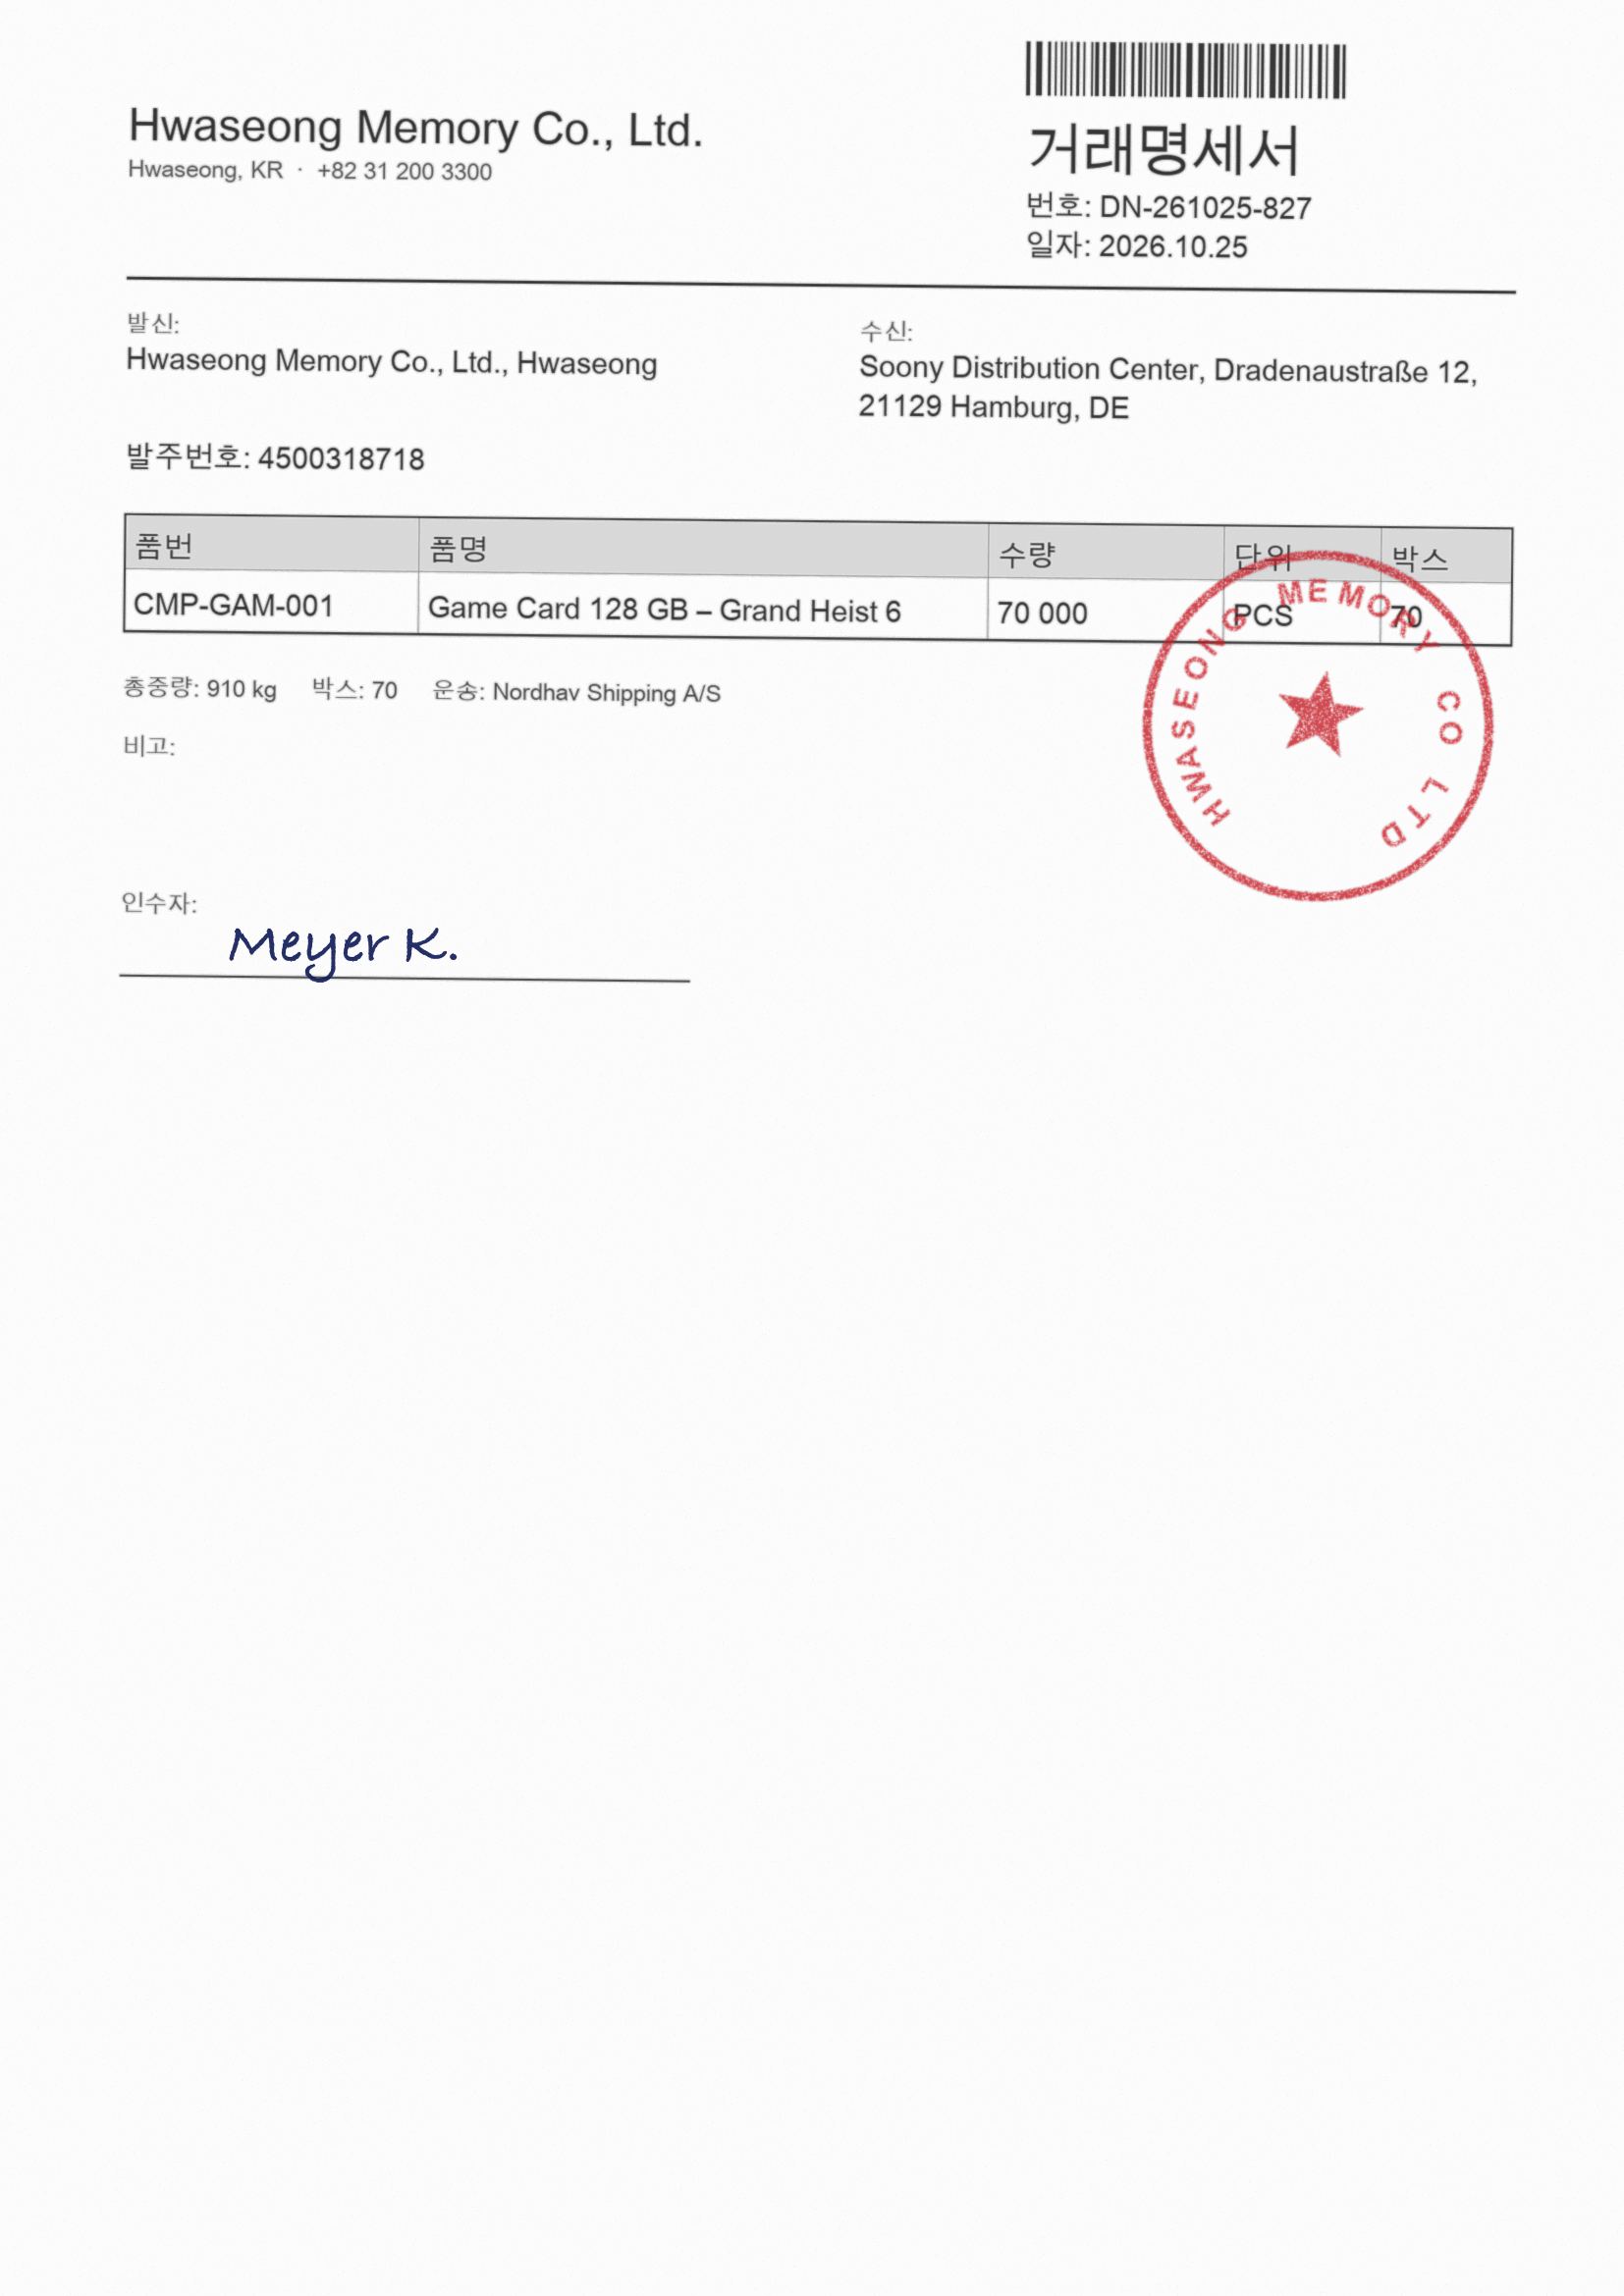 Hwaseong Memory Co., Ltd.
Hwaseong, KR · +82 31 200 3300
거래명세서
번호: DN-261025-827
일자: 2026.10.25
발신:
Hwaseong Memory Co., Ltd., Hwaseong
수신:
Soony Distribution Center, Dradenaustraße 12,
21129 Hamburg, DE
발주번호: 4500318718
품번 품명 수량 단위 박스
CMP-GAM-001 Game Card 128 GB – Grand Heist 6 70 000 PCS 70
총중량: 910 kg 박스: 70 운송: Nordhav Shipping A/S
비고:
HWASEONG MEMORY CO LTD
인수자:
Meyer K.